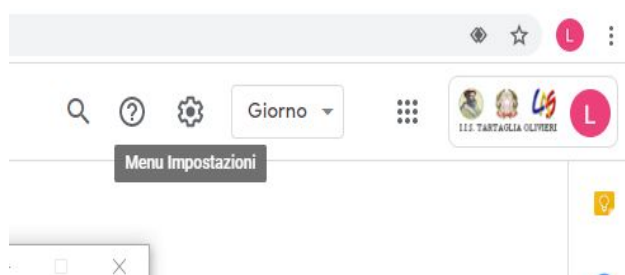 L
Giorno
I.I.S. TARTAGLIA OLIVIERI
L
Menu Impostazioni